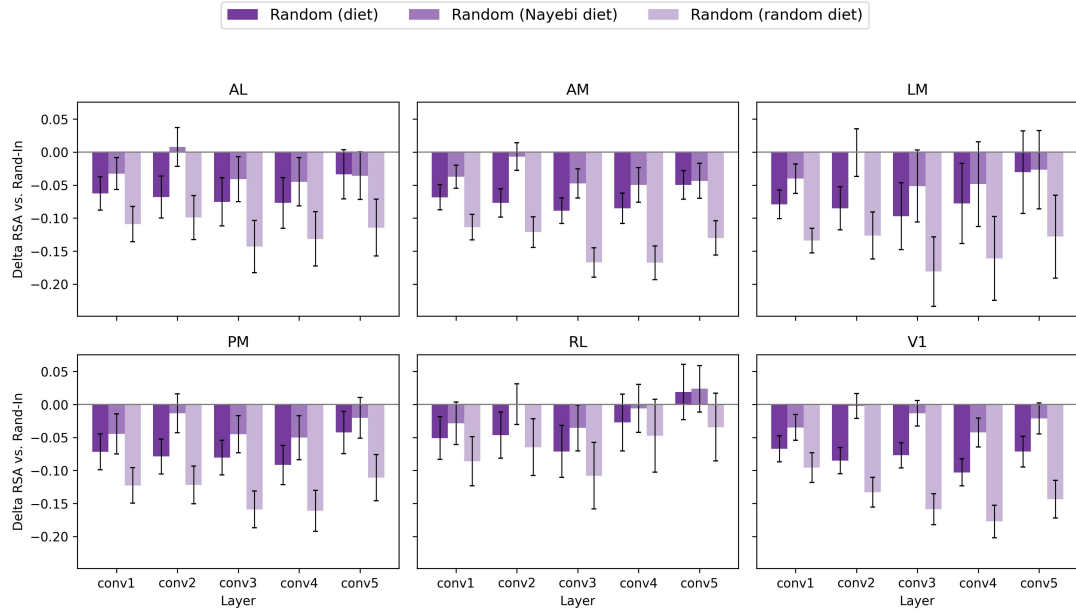 Random (diet) Random (Nayebi diet) Random (random diet)
AL AM LM
Delta RSA vs. Rand-In
0.05
0.00
−0.05
−0.10
−0.15
−0.20
PM RL V1
Delta RSA vs. Rand-In
0.05
0.00
−0.05
−0.10
−0.15
−0.20
conv1 conv2 conv3 conv4 conv5 conv1 conv2 conv3 conv4 conv5 conv1 conv2 conv3 conv4 conv5
Layer Layer Layer